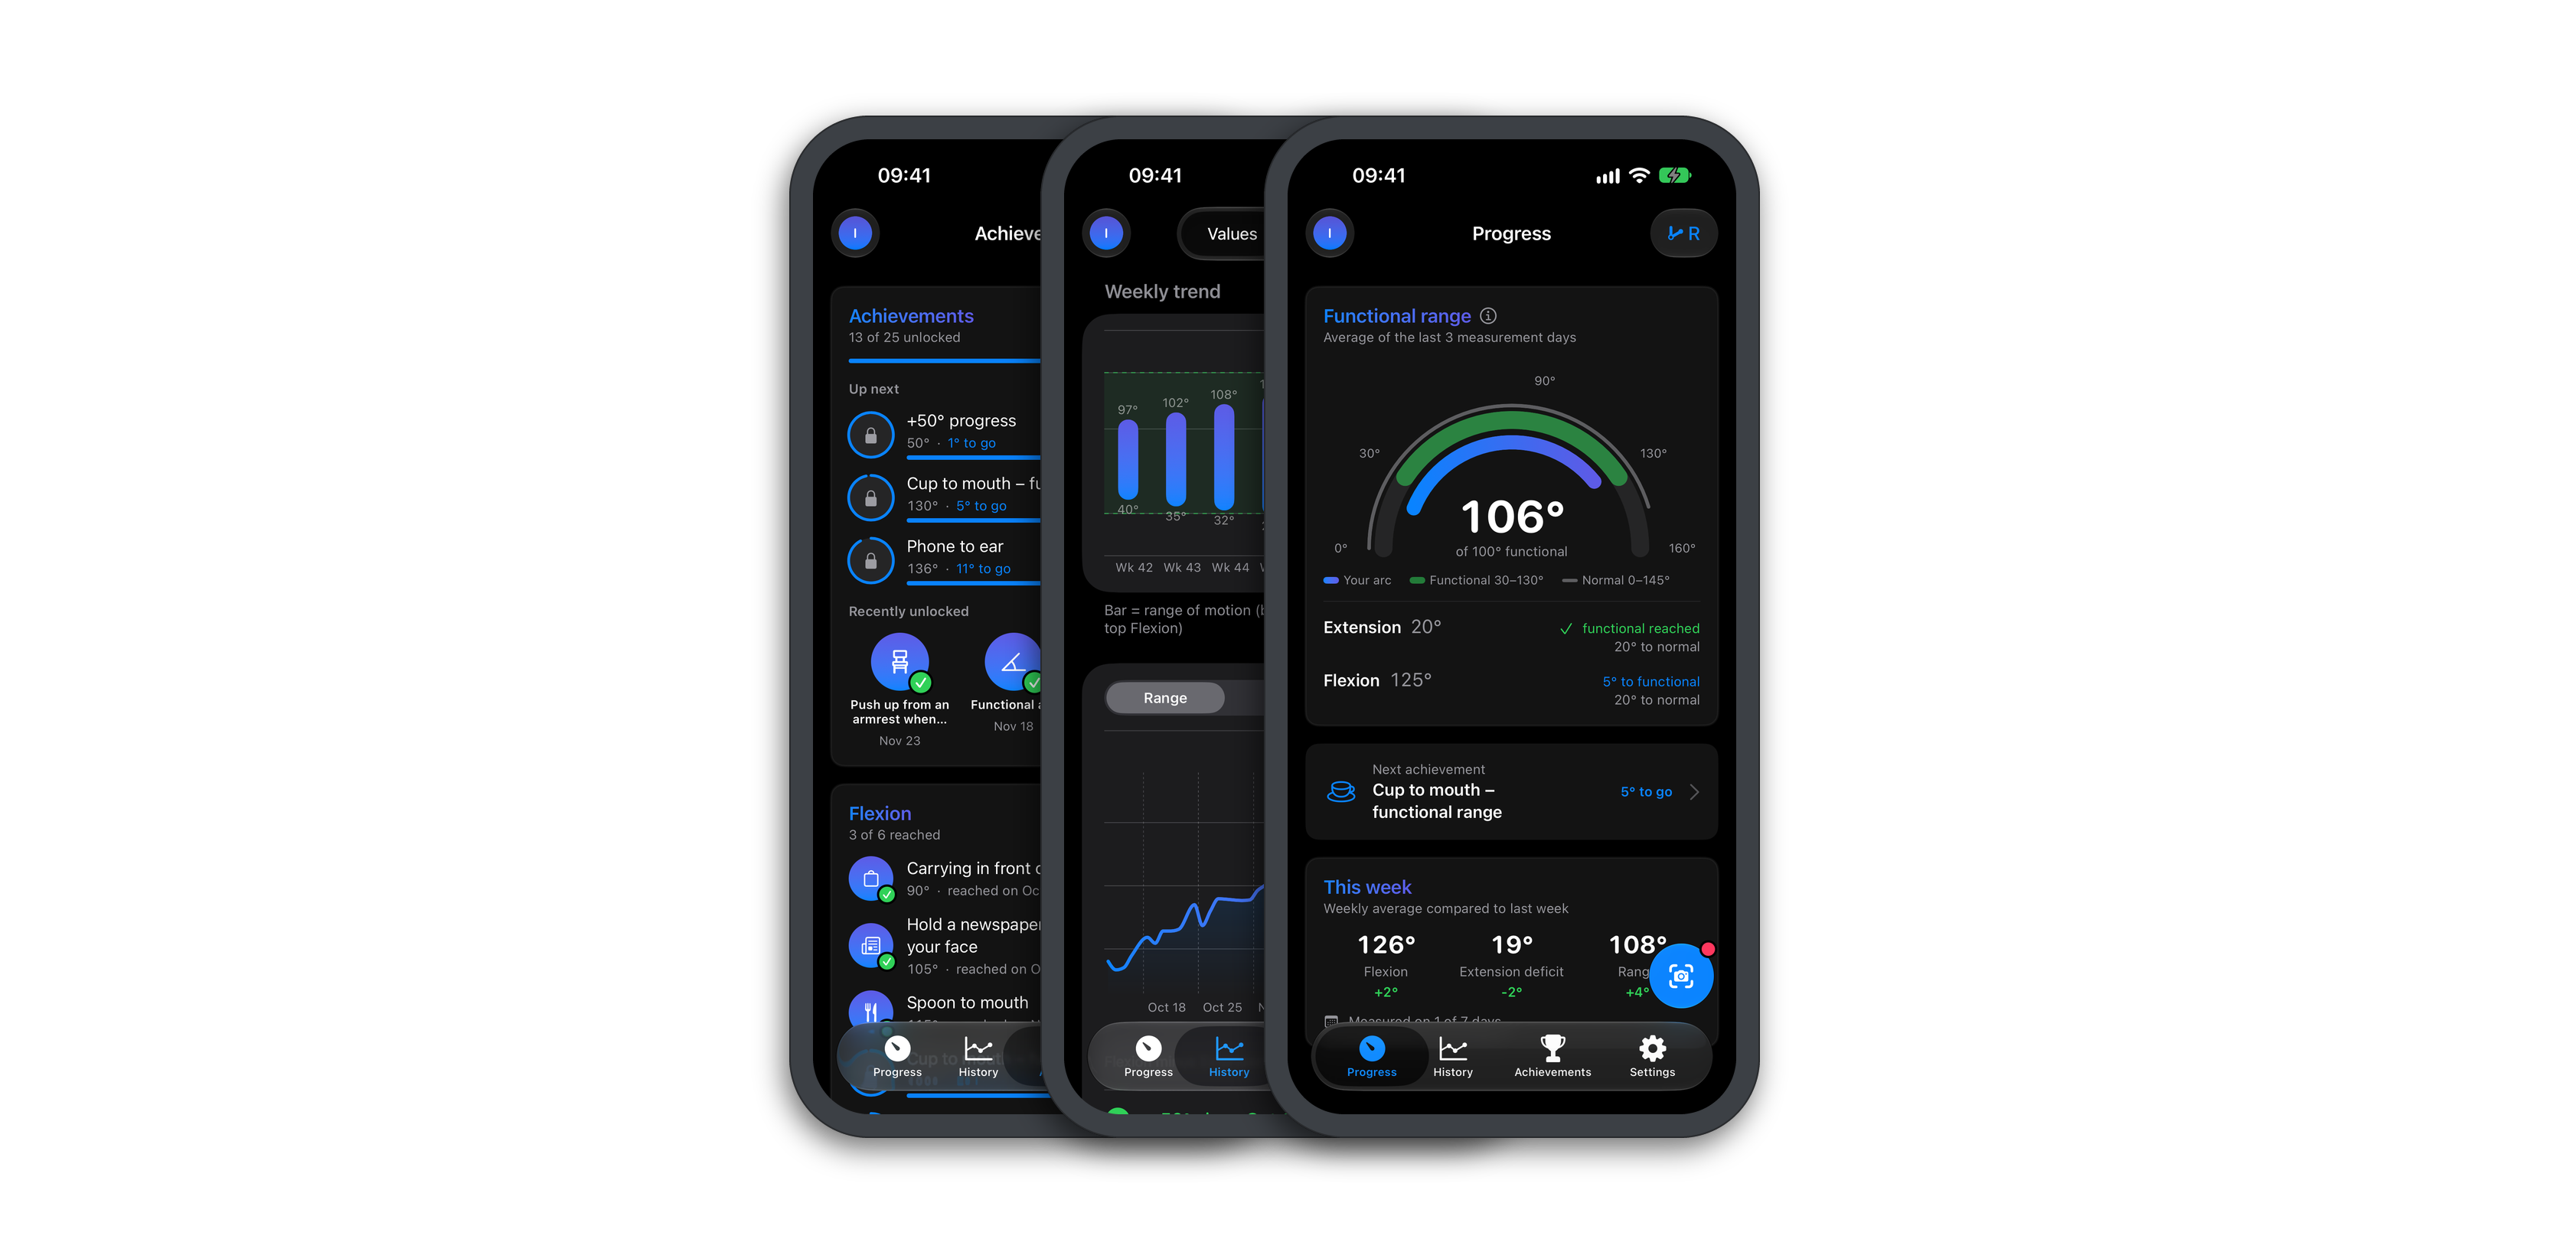 09:41
I
Achieve
Achievements
13 of 25 unlocked
Up next
+50° progress
50° · 1° to go
Cup to mouth –
130° · 5° to go
Phone to ear
136° · 11° to go
Recently unlocked
Push up from an
armrest when...
Nov 23
Functional
Nov 18
Flexion
3 of 6 reached
Carrying in front
90° · reached on Oc
Hold a newspaper
your face
105° · reached on O
Spoon to mouth
Progress
History
09:41
I
Values
Weekly trend
97°
102°
108°
40°
35°
32°
Wk 42
Wk 43
Wk 44
Bar = range of motion
top Flexion)
Range
Oct 18
Oct 25
Progress
History
09:41
I
Progress
R
Functional range
Average of the last 3 measurement days
90°
30°
130°
0°
160°
106°
of 100° functional
Your arc
Functional 30–130°
Normal 0–145°
Extension 20°
functional reached
20° to normal
Flexion 125°
5° to functional
20° to normal
Next achievement
Cup to mouth –
functional range
5° to go
This week
Weekly average compared to last week
126°
19°
108°
Flexion
Extension deficit
Rang
+2°
-2°
+4°
Measured on 1 of 7 days
Progress
History
Achievements
Settings